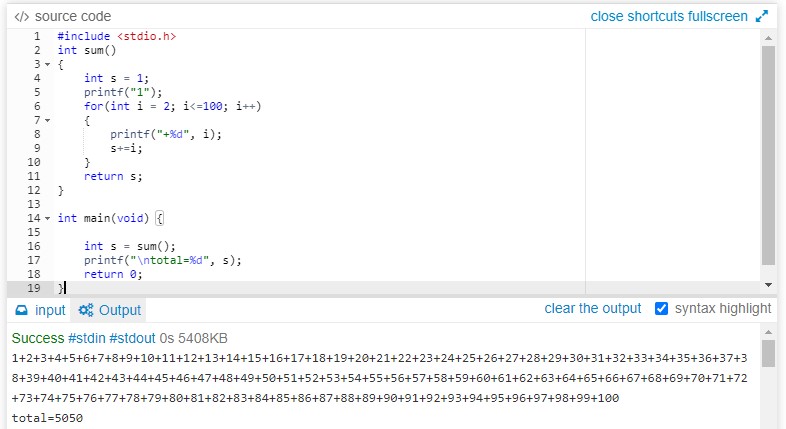 </> source code close shortcuts fullscreen
1 #include <stdio.h>
2 int sum()
3 {
4 int s = 1;
5 printf("1");
6 for(int i = 2; i<=100; i++)
7 {
8 printf("+%d", i);
9 s+=i;
10 }
11 return s;
12 }
13
14 int main(void) {
15
16 int s = sum();
17 printf("\ntotal=%d", s);
18 return 0;
19 }
input Output clear the output syntax highlight
Success #stdin #stdout 0s 5408KB
1+2+3+4+5+6+7+8+9+10+11+12+13+14+15+16+17+18+19+20+21+22+23+24+25+26+27+28+29+30+31+32+33+34+35+36+37+3
8+39+40+41+42+43+44+45+46+47+48+49+50+51+52+53+54+55+56+57+58+59+60+61+62+63+64+65+66+67+68+69+70+71+72
+73+74+75+76+77+78+79+80+81+82+83+84+85+86+87+88+89+90+91+92+93+94+95+96+97+98+99+100
total=5050